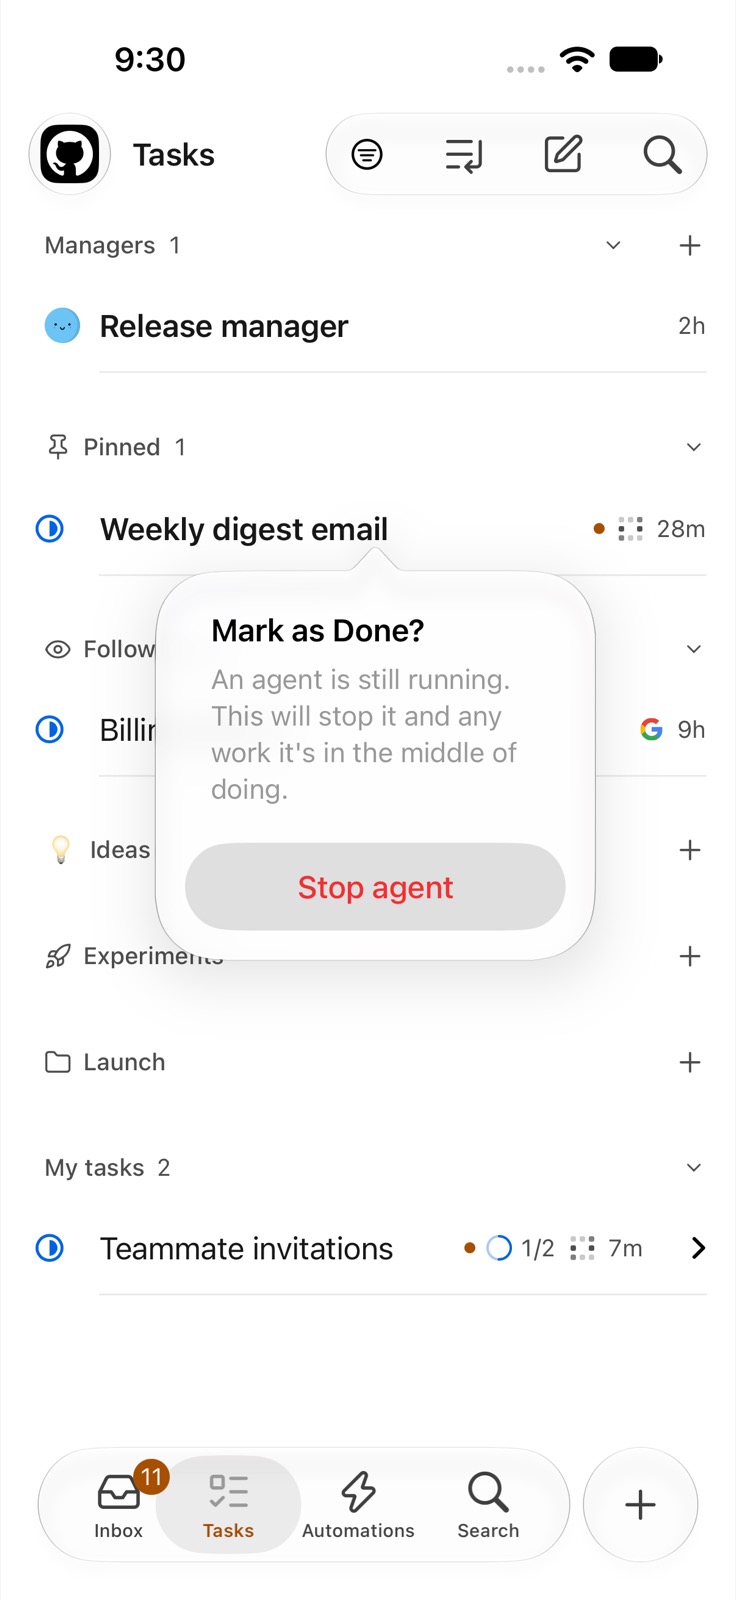 9:30
Tasks
Managers 1
Release manager 2h
Pinned 1
Weekly digest email 28m
Mark as Done?
An agent is still running.
This will stop it and any
work it's in the middle of
doing.
Stop agent
Follow
9h
Ideas
Experiments
Launch
My tasks 2
Teammate invitations 1/2 7m
11
Inbox Tasks Automations Search